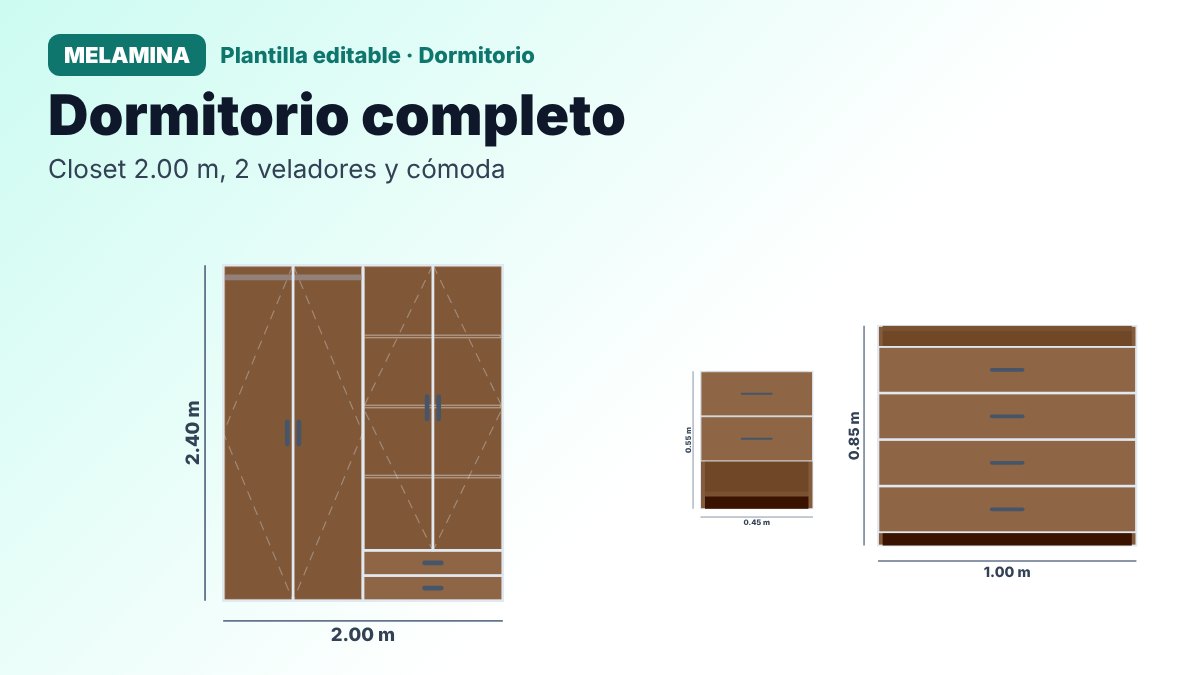 MELAMINA Plantilla editable · Dormitorio
Dormitorio completo
Closet 2.00 m, 2 veladores y cómoda
2.40 m
2.00 m
0.55 m
0.45 m
0.85 m
1.00 m